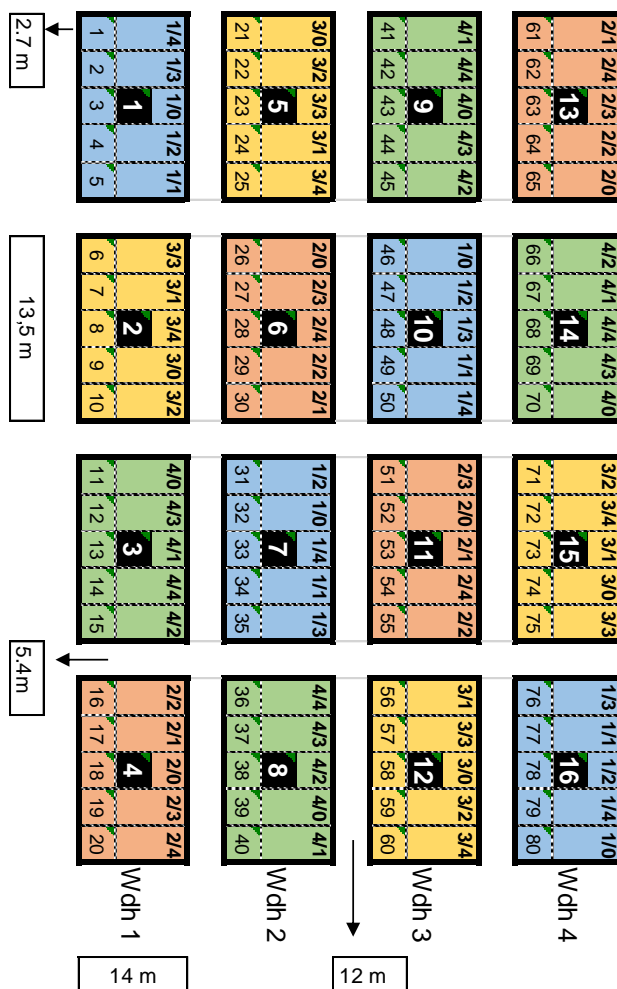 2/1 2/4 2/3 2/2 2/0 4/2 4/1 4/4 4/3 4/0 3/2 3/4 3/1 3/0 3/3 1/3 1/1 1/2 1/4 1/0
13 14 15 16 Wdh 4
61 62 63 64 65 66 67 68 69 70 71 72 73 74 75 76 77 78 79 80
4/1 4/4 4/0 4/3 4/2 1/0 1/2 1/3 1/1 1/4 2/3 2/0 2/1 2/4 2/2 3/1 3/3 3/0 3/2 3/4
9 10 11 12 Wdh 3
41 42 43 44 45 46 47 48 49 50 51 52 53 54 55 56 57 58 59 60
12 m
3/0 3/2 3/3 3/1 3/4 2/0 2/3 2/4 2/2 2/1 1/2 1/0 1/4 1/1 1/3 4/4 4/3 4/2 4/0 4/1
5 6 7 8 Wdh 2
21 22 23 24 25 26 27 28 29 30 31 32 33 34 35 36 37 38 39 40
1/4 1/3 1/0 1/2 1/1 3/3 3/1 3/4 3/0 3/2 4/0 4/3 4/1 4/4 4/2 2/2 2/1 2/0 2/3 2/4
1 2 3 4 Wdh 1
1 2 3 4 5 6 7 8 9 10 11 12 13 14 15 16 17 18 19 20
14 m
2.7 m 13,5 m 5.4m